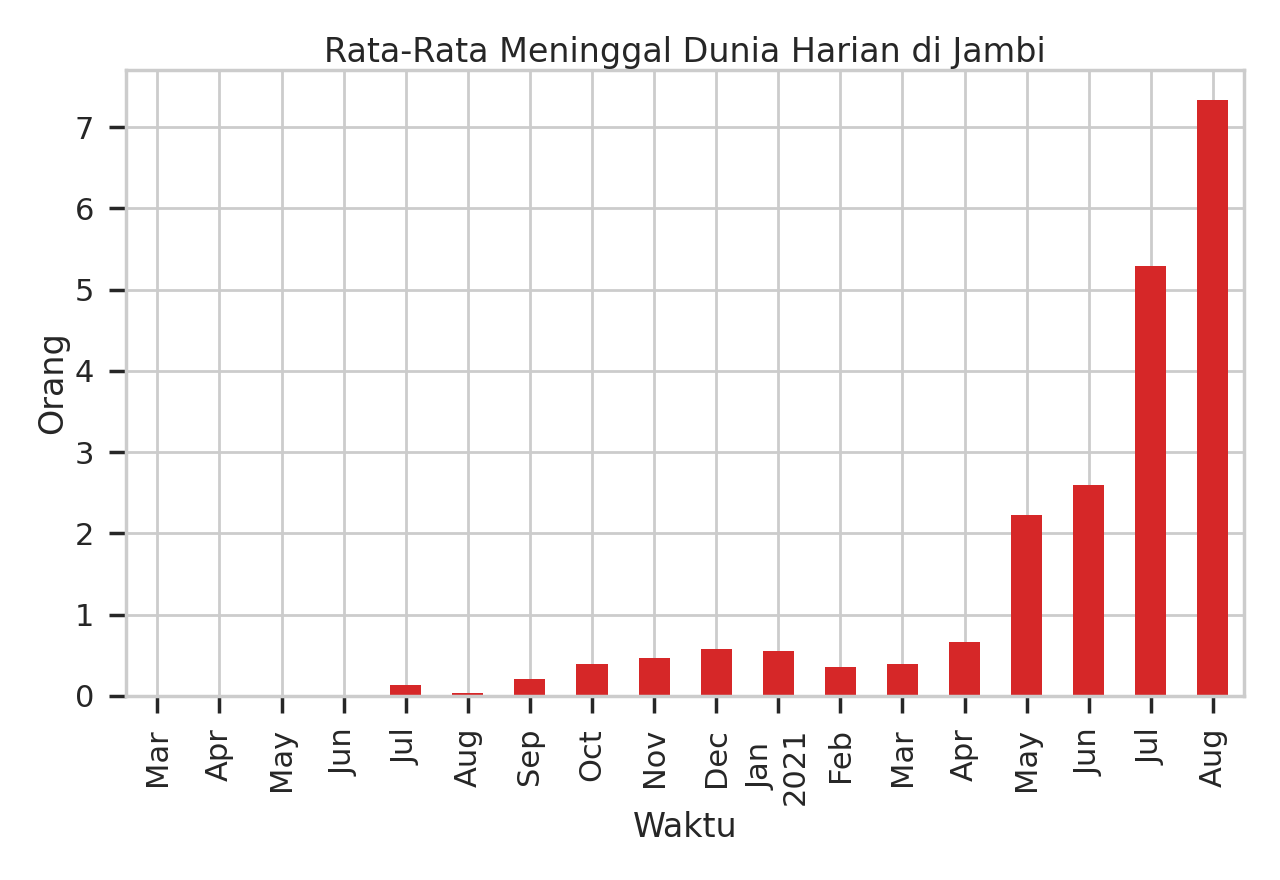 Rata-Rata Meninggal Dunia Harian di Jambi
Orang
7
6
5
4
3
2
1
0
Mar
Apr
May
Jun
Jul
Aug
Sep
Oct
Nov
Dec
Jan
2021
Feb
Mar
Apr
May
Jun
Jul
Aug
Waktu